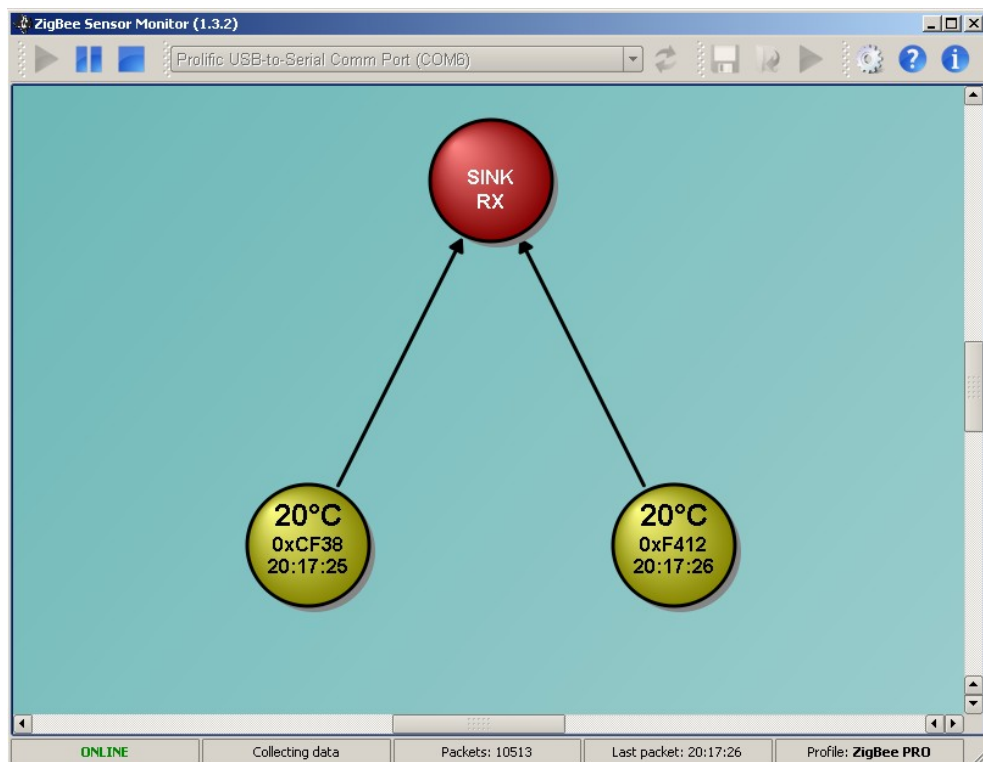 ZigBee Sensor Monitor (1.3.2)
Prolific USB-to-Serial Comm Port (COM6)
SINK
RX
20°C
0xCF38
20:17:25
20°C
0xF412
20:17:26
ONLINE
Collecting data
Packets: 10513
Last packet: 20:17:26
Profile: ZigBee PRO